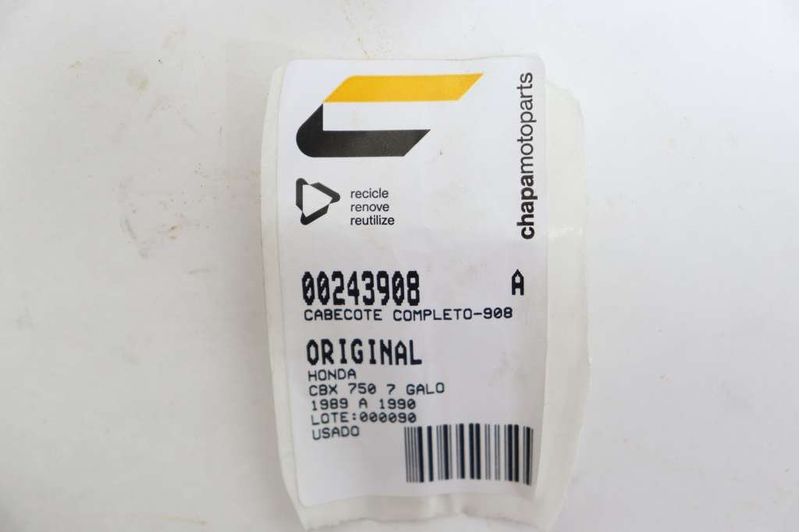 chapamotoparts
recicle
renove
reutilize
00243908 A
CABECOTE COMPLETO-908
ORIGINAL
HONDA
CBX 750 7 GALO
1989 A 1990
LOTE:000090
USADO